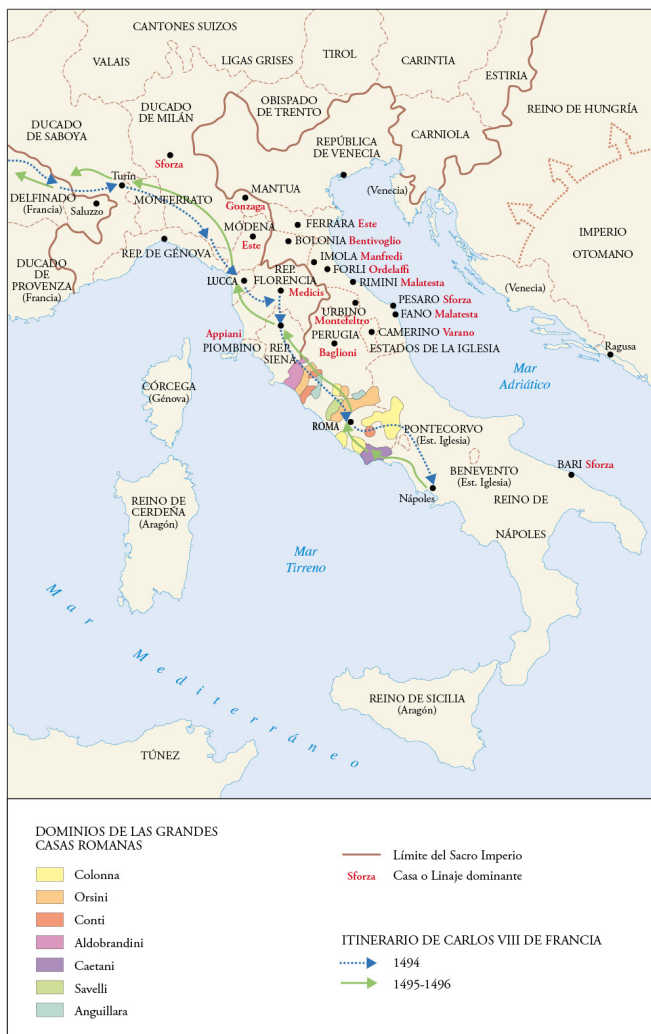 CANTONES SUIZOS
VALAIS
LIGAS GRISES
TIROL
CARINTIA
ESTIRIA
DUCADO
DE SABOYA
DUCADO
DE MILÁN
OBISPADO
DE TRENTO
CARNIOLA
REINO DE HUNGRÍA
REPÚBLICA
DE VENECIA
Sforza
Turín
(Venecia)
DELFINADO
(Francia)
Saluzzo
MONFERRATO
MANTUA
Gonzaga
MÓDENA
Este
FERRARA Este
BOLONIA Bentivoglio
IMPERIO
OTOMANO
DUCADO
DE
PROVENZA
(Francia)
REP. DE GÉNOVA
IMOLA Manfredi
FORLI Ordelaffi
LUCCA
REP.
FLORENCIA
Medicis
RIMINI Malatesta
(Venecia)
PESARO Sforza
FANO Malatesta
URBINO
Montefeltro
Appiani
PIOMBINO
REP.
SIENA
PERUGIA
Baglioni
CAMERINO Varano
ESTADOS DE LA IGLESIA
Ragusa
Mar
Adriático
CÓRCEGA
(Génova)
ROMA
PONTECORVO
(Est. Iglesia)
BENEVENTO
(Est. Iglesia)
BARI Sforza
Nápoles
REINO DE
NÁPOLES
REINO DE
CERDEÑA
(Aragón)
Mar
Tirreno
Mar Mediterráneo
REINO DE SICILIA
(Aragón)
TÚNEZ
DOMINIOS DE LAS GRANDES
CASAS ROMANAS
Colonna
Orsini
Conti
Aldobrandini
Caetani
Savelli
Anguillara
Límite del Sacro Imperio
Sforza Casa o Linaje dominante
ITINERARIO DE CARLOS VIII DE FRANCIA
1494
1495-1496